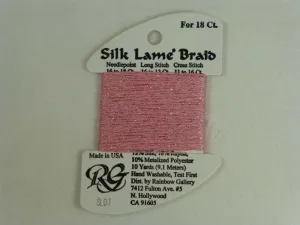 For 18 Ct.
Silk Lamé Braid
Needlepoint Long Stitch Cross Stitch
10% Metalized Polyester
10 Yards (9.1 Meters)
Hand Washable, Test First
Dist. by Rainbow Gallery
7412 Fulton Ave. #5
N. Hollywood
CA 91605
Made in USA
RG